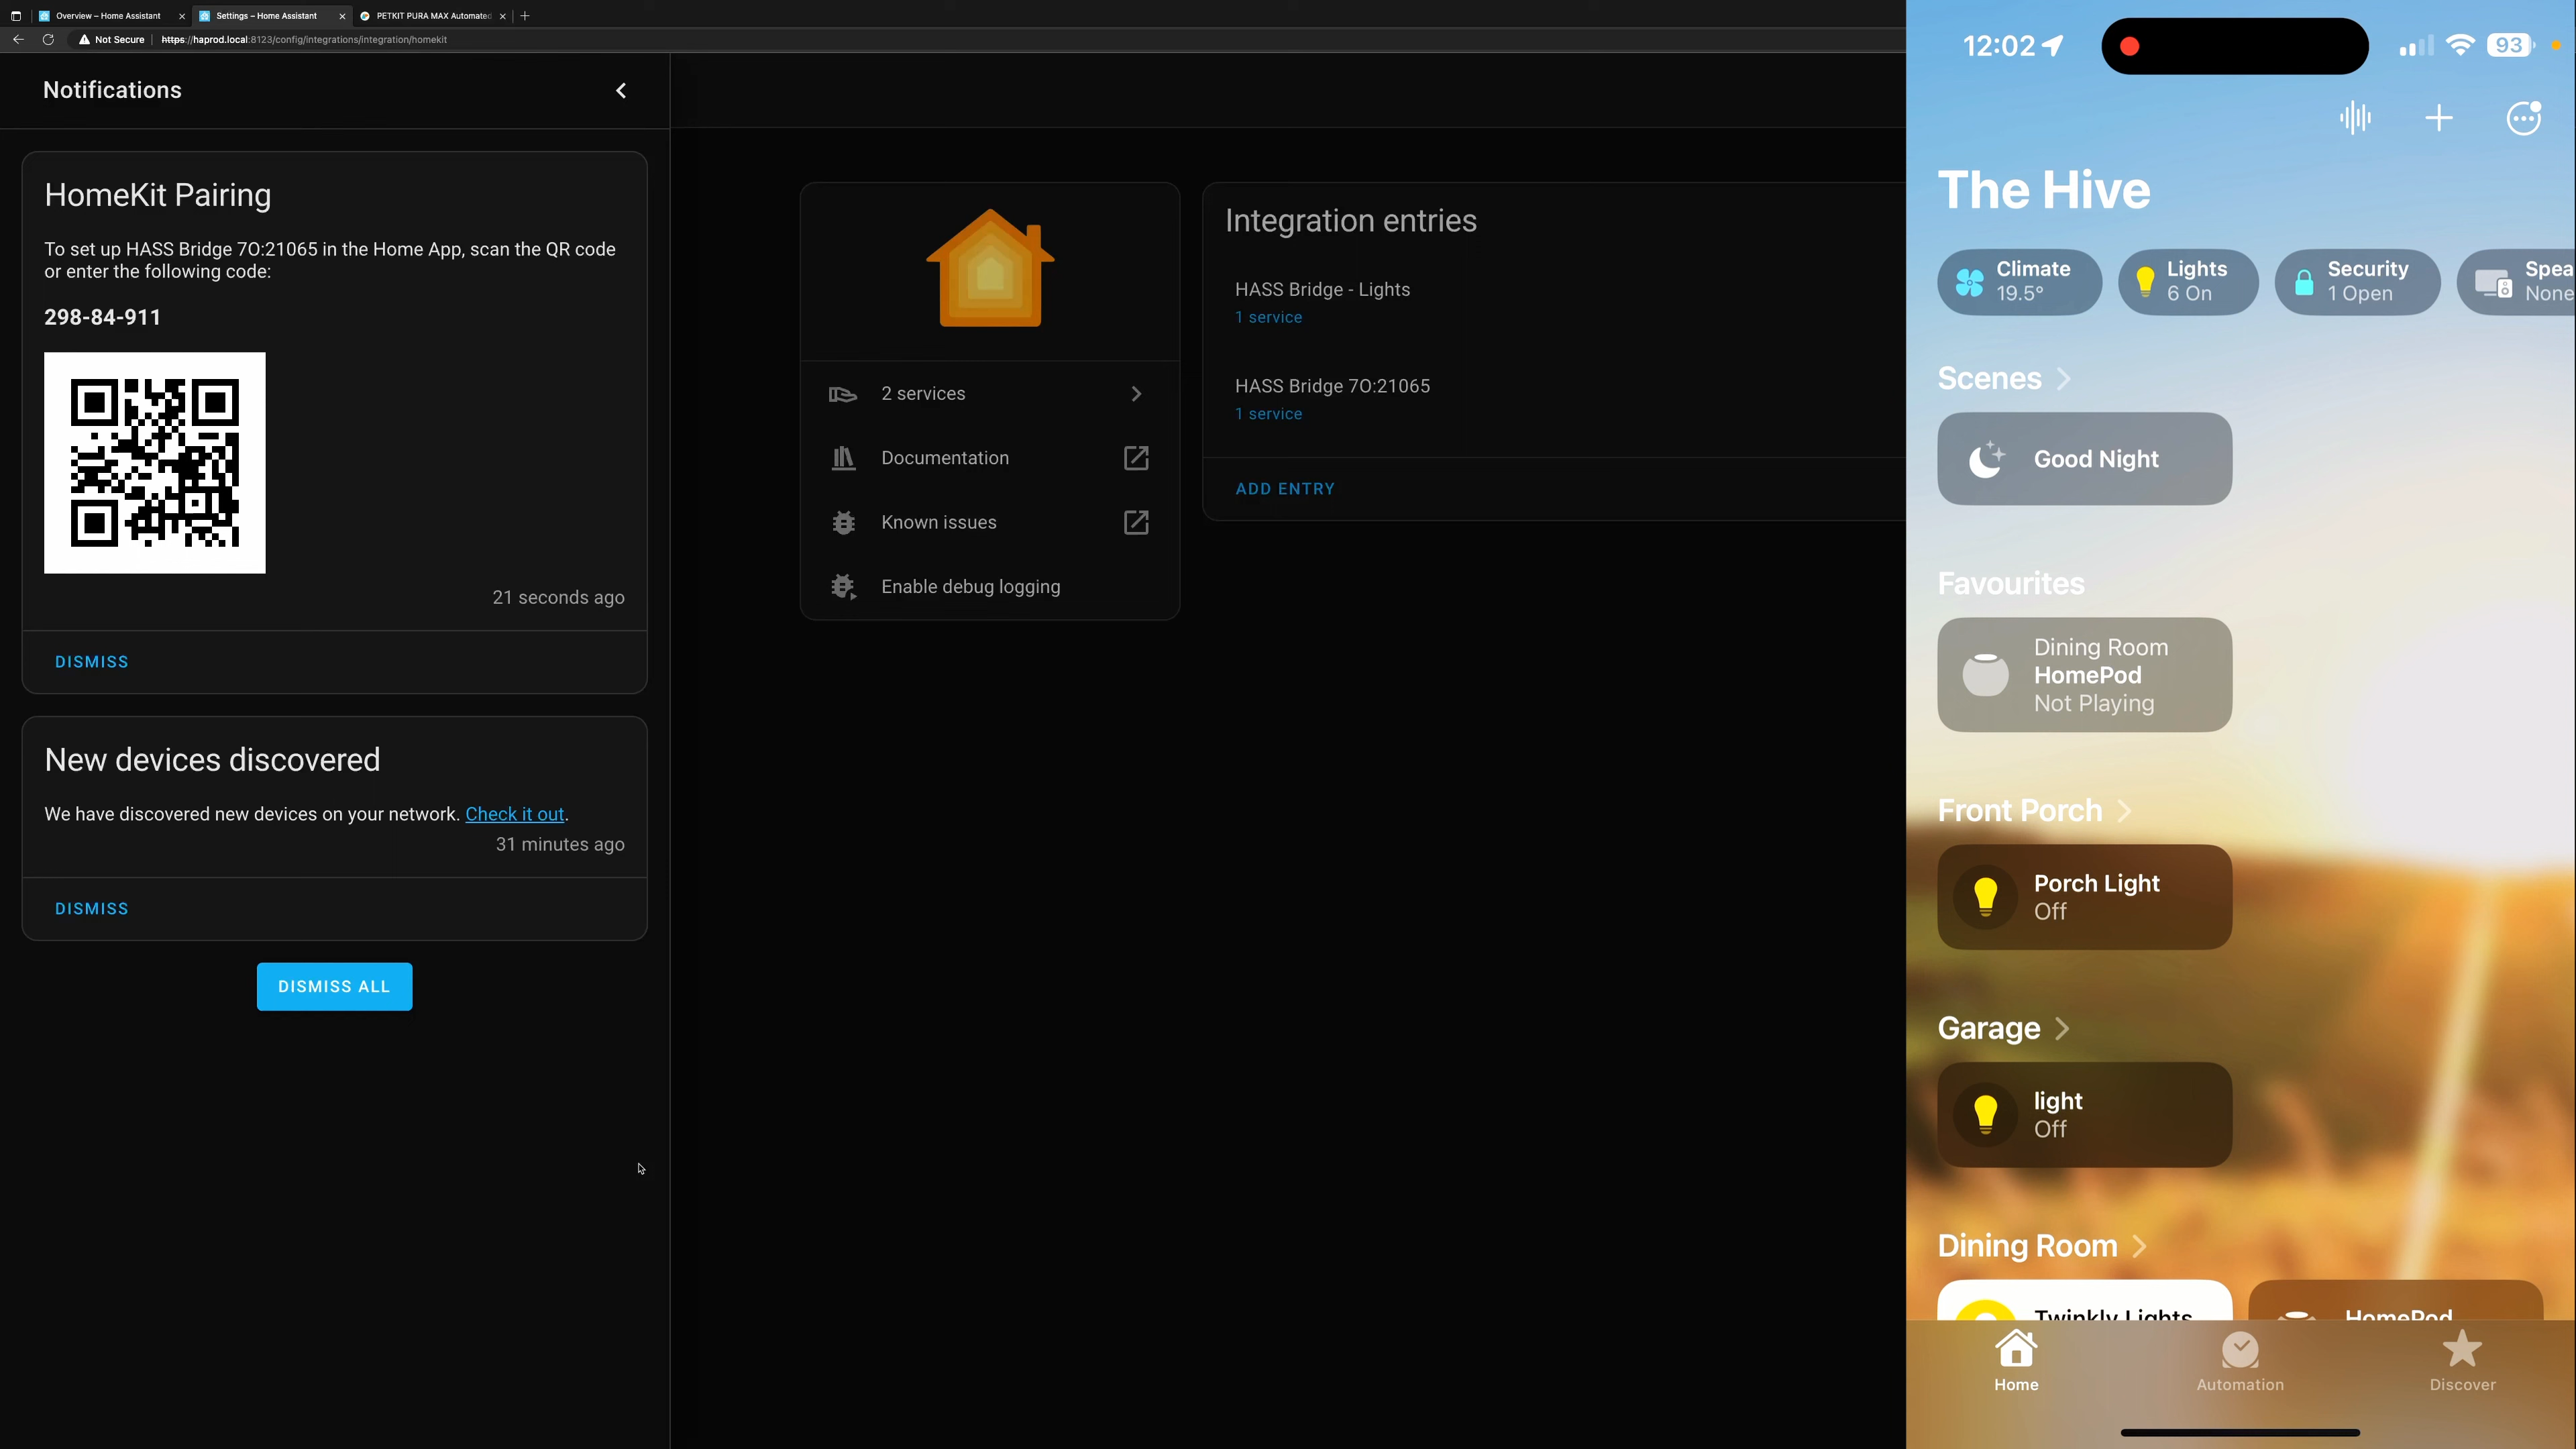 Overview – Home Assistant
Settings – Home Assistant
PETKIT PURA MAX Automated
Not Secure
https://haprod.local:8123/config/integrations/integration/homekit
Notifications
HomeKit Pairing
To set up HASS Bridge 7O:21065 in the Home App, scan the QR code
or enter the following code:
298-84-911
21 seconds ago
DISMISS
New devices discovered
We have discovered new devices on your network. Check it out.
31 minutes ago
DISMISS
DISMISS ALL
2 services
Documentation
Known issues
Enable debug logging
Integration entries
HASS Bridge - Lights
1 service
HASS Bridge 7O:21065
1 service
ADD ENTRY
12:02
93
The Hive
Climate
19.5°
Lights
6 On
Security
1 Open
Spea
None
Scenes
Good Night
Favourites
Dining Room
HomePod
Not Playing
Front Porch
Porch Light
Off
Garage
light
Off
Dining Room
Twinkly Lights
HomePod
Home
Automation
Discover